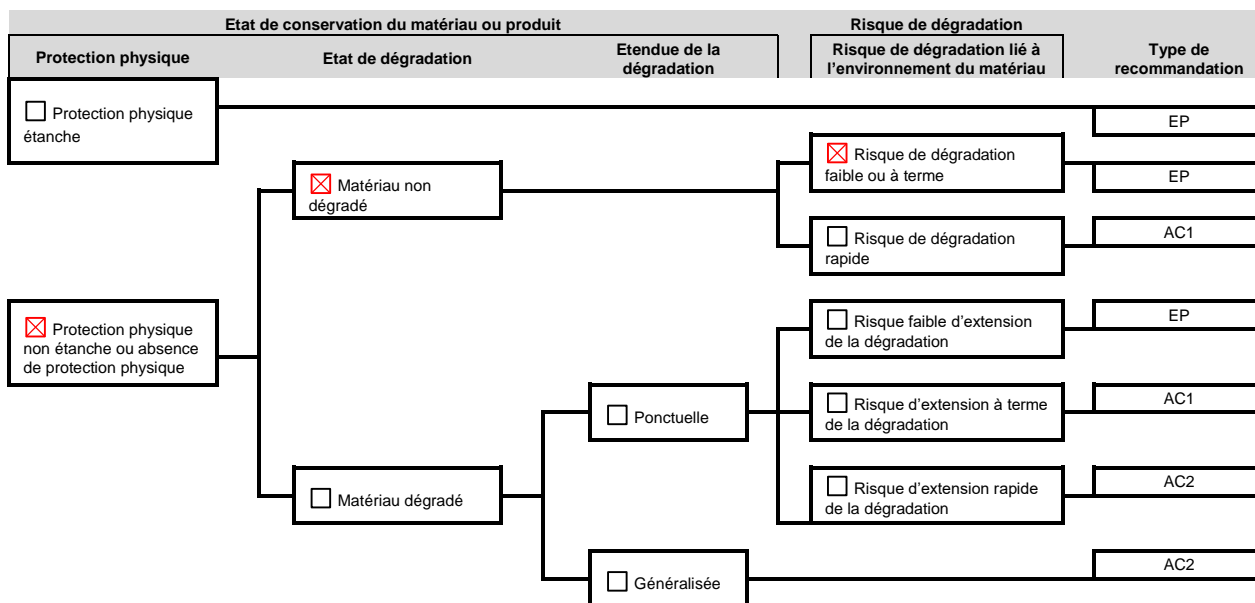 Etat de conservation du matériau ou produit
Risque de dégradation
Protection physique
Etat de dégradation
Etendue de la
dégradation
Risque de dégradation lié à
l'environnement du matériau
Type de
recommandation
Protection physique
étanche
EP
Matériau non
dégradé
Risque de dégradation
faible ou à terme
EP
Risque de dégradation
rapide
AC1
Protection physique
non étanche ou absence
de protection physique
Risque faible d'extension
de la dégradation
EP
Ponctuelle
Risque d'extension à terme
de la dégradation
AC1
Matériau dégradé
Risque d'extension rapide
de la dégradation
AC2
Généralisée
AC2